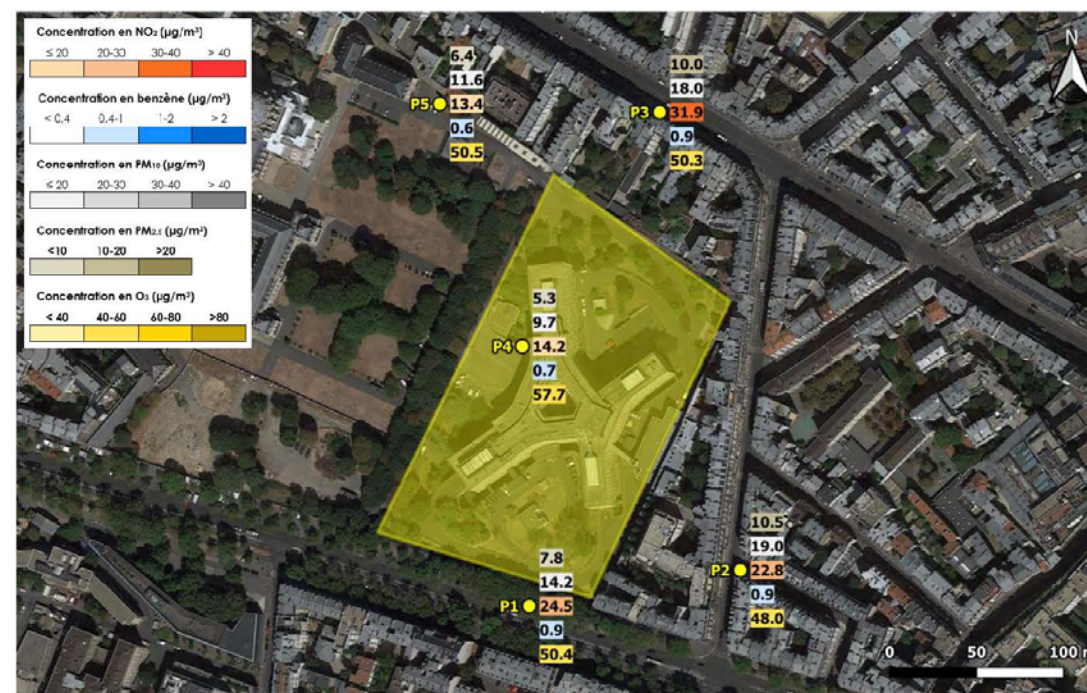 Concentration en NO₂ (µg/m³)
≤ 20 20-30 30-40 > 40
Concentration en benzène (µg/m³)
< 0.4 0,4-1 1-2 > 2
Concentration en PM₁₀ (µg/m³)
≤ 20 20-30 30-40 > 40
Concentration en PM₂.₅ (µg/m³)
<10 10-20 >20
Concentration en O₃ (µg/m³)
< 40 40-60 60-80 >80
N
6.4
11.6
P5 13.4
0.6
50.5
10.0
18.0
P3 31.9
0.9
50.3
5.3
9.7
P4 14.2
0.7
57.7
7.8
14.2
P1 24.5
0.9
50.4
10.5
19.0
P2 22.8
0.9
48.0
0 50 100 m